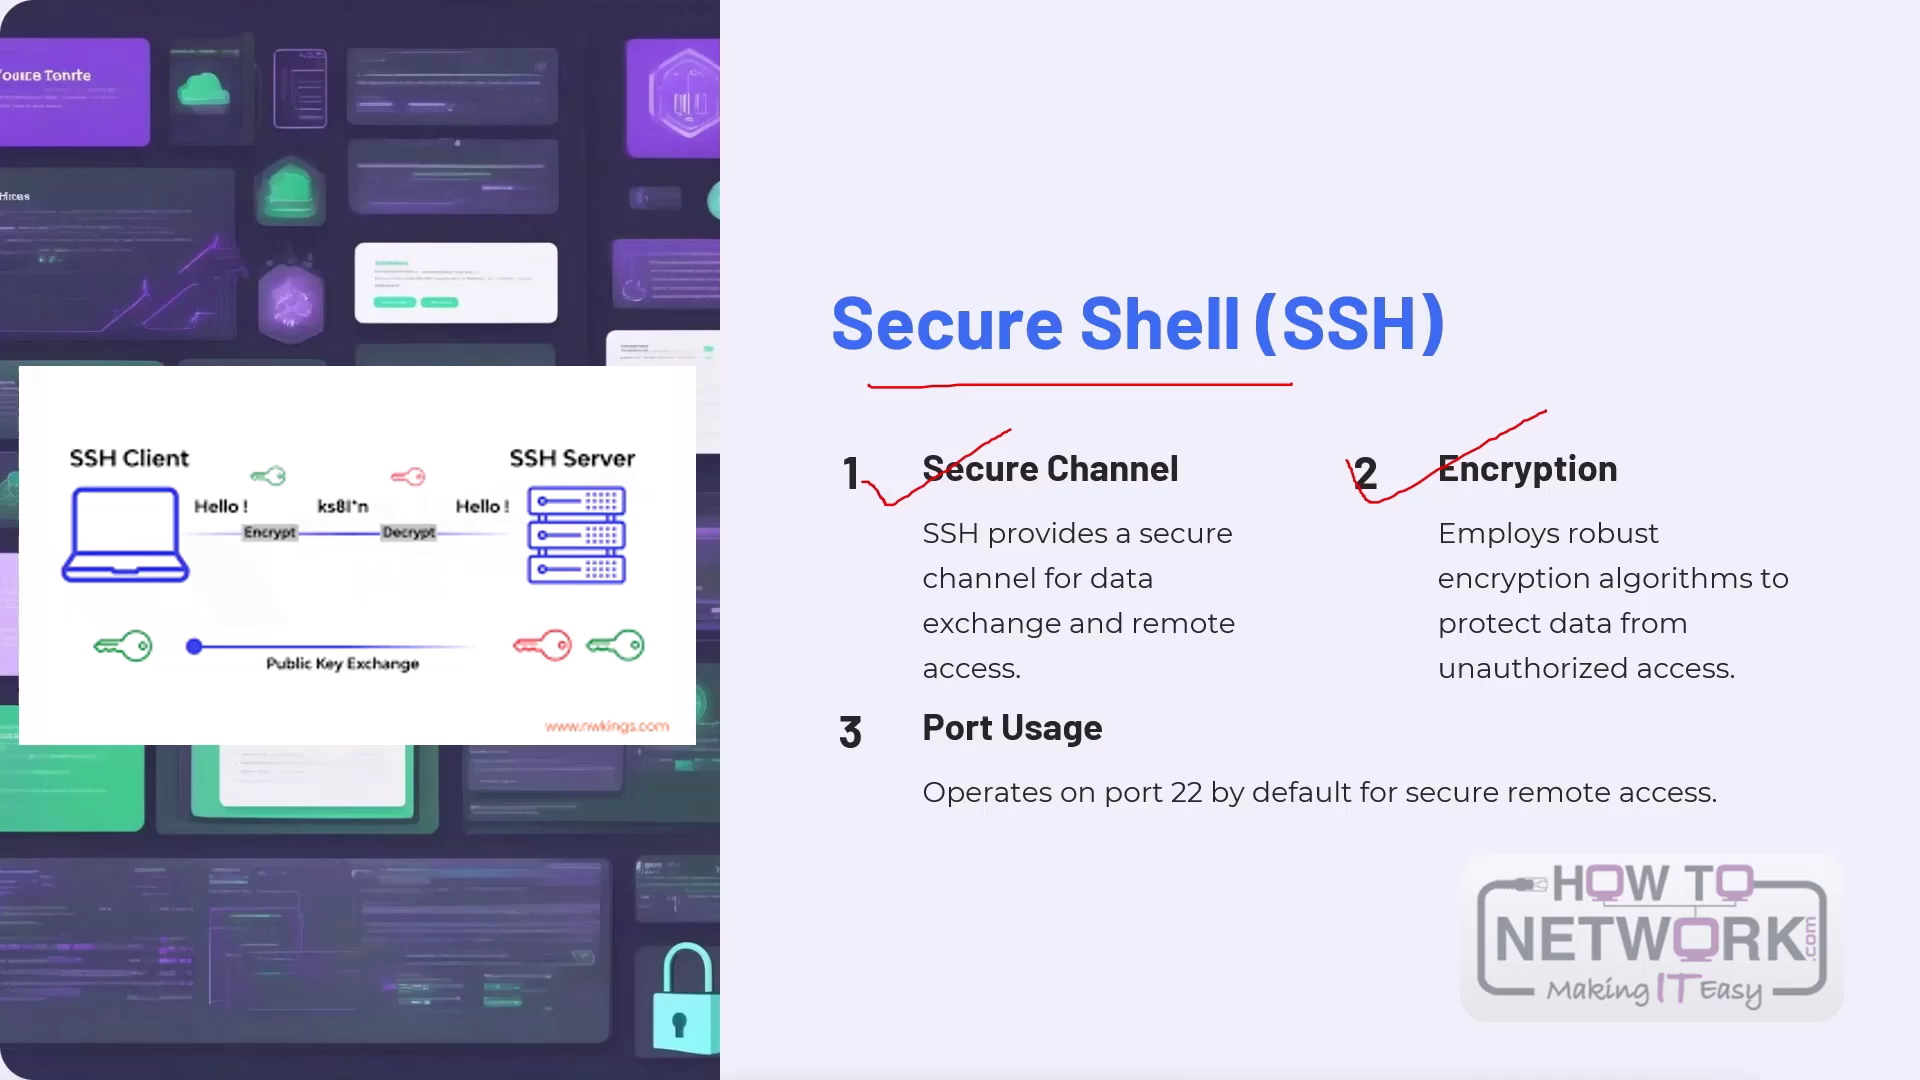 Secure Shell (SSH)
1 Secure Channel
SSH provides a secure
channel for data
exchange and remote
access.
2 Encryption
Employs robust
encryption algorithms to
protect data from
unauthorized access.
3 Port Usage
Operates on port 22 by default for secure remote access.
SSH Client
SSH Server
Hello ! ks8l*n Hello !
Encrypt Decrypt
Public Key Exchange
www.nwkings.com
HOW TO
NETWORK.com
Making IT Easy